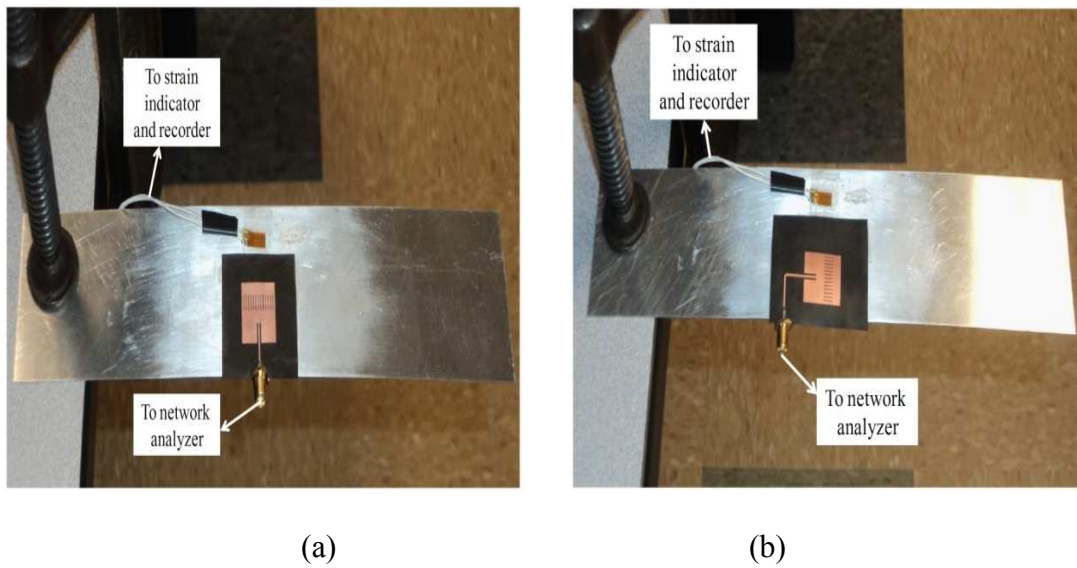 To strain
indicator
and recorder
To network
analyzer
To strain
indicator
and recorder
To network
analyzer
(a)
(b)